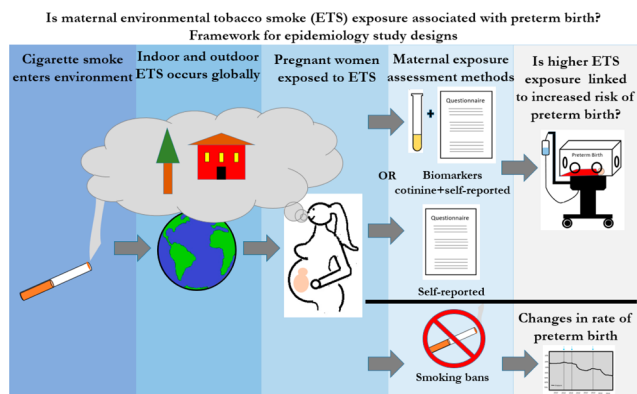 Is maternal environmental tobacco smoke (ETS) exposure associated with preterm birth?
Framework for epidemiology study designs
Cigarette smoke
enters environment
Indoor and outdoor
ETS occurs globally
Pregnant women
exposed to ETS
Maternal exposure
assessment methods
Is higher ETS
exposure linked
to increased risk of
preterm birth?
Questionnaire
+
Preterm Birth
OR
Biomarkers
cotinine+self-reported
Questionnaire
Self-reported
Smoking bans
Changes in rate of
preterm birth